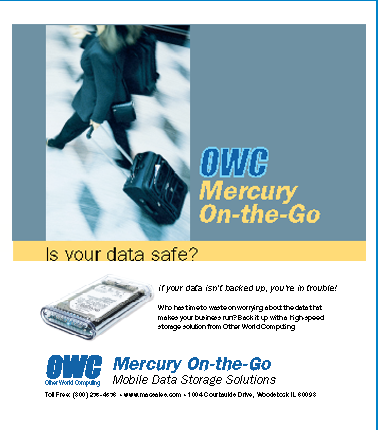 OWC
Mercury
On-the-Go
Is your data safe?
if your data isn't backed up, you're in trouble!
Who has time to waste on worrying about the data that
makes your business run? Back it up with a high-speed
storage solution from Other World Computing
OWC
Other World Computing
Mercury On-the-Go
Mobile Data Storage Solutions
Toll Free: (800) • www.macsales.com • 1004 Courtaulds Drive, Woodstock IL 60098